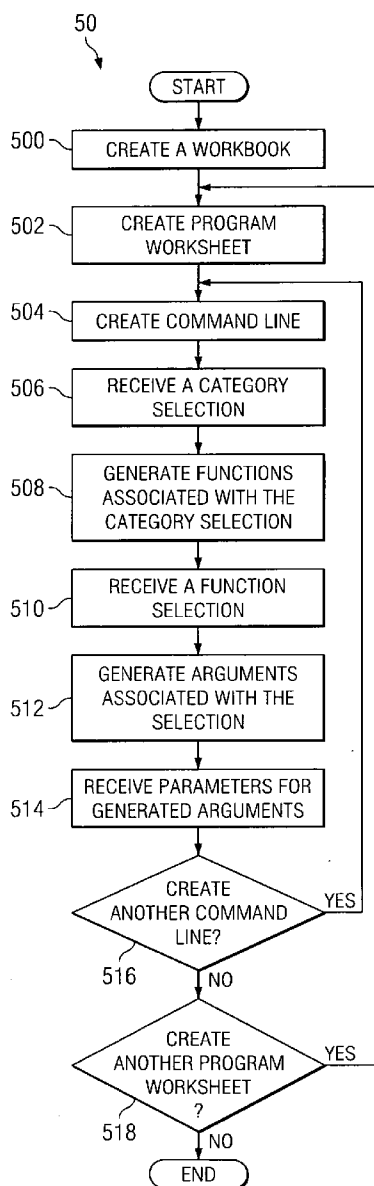 50
START
500
CREATE A WORKBOOK
502
CREATE PROGRAM
WORKSHEET
504
CREATE COMMAND LINE
506
RECEIVE A CATEGORY
SELECTION
508
GENERATE FUNCTIONS
ASSOCIATED WITH THE
CATEGORY SELECTION
510
RECEIVE A FUNCTION
SELECTION
512
GENERATE ARGUMENTS
ASSOCIATED WITH THE
SELECTION
514
RECEIVE PARAMETERS FOR
GENERATED ARGUMENTS
CREATE
ANOTHER COMMAND
LINE?
YES
516
NO
CREATE
ANOTHER PROGRAM
WORKSHEET
?
YES
518
NO
END